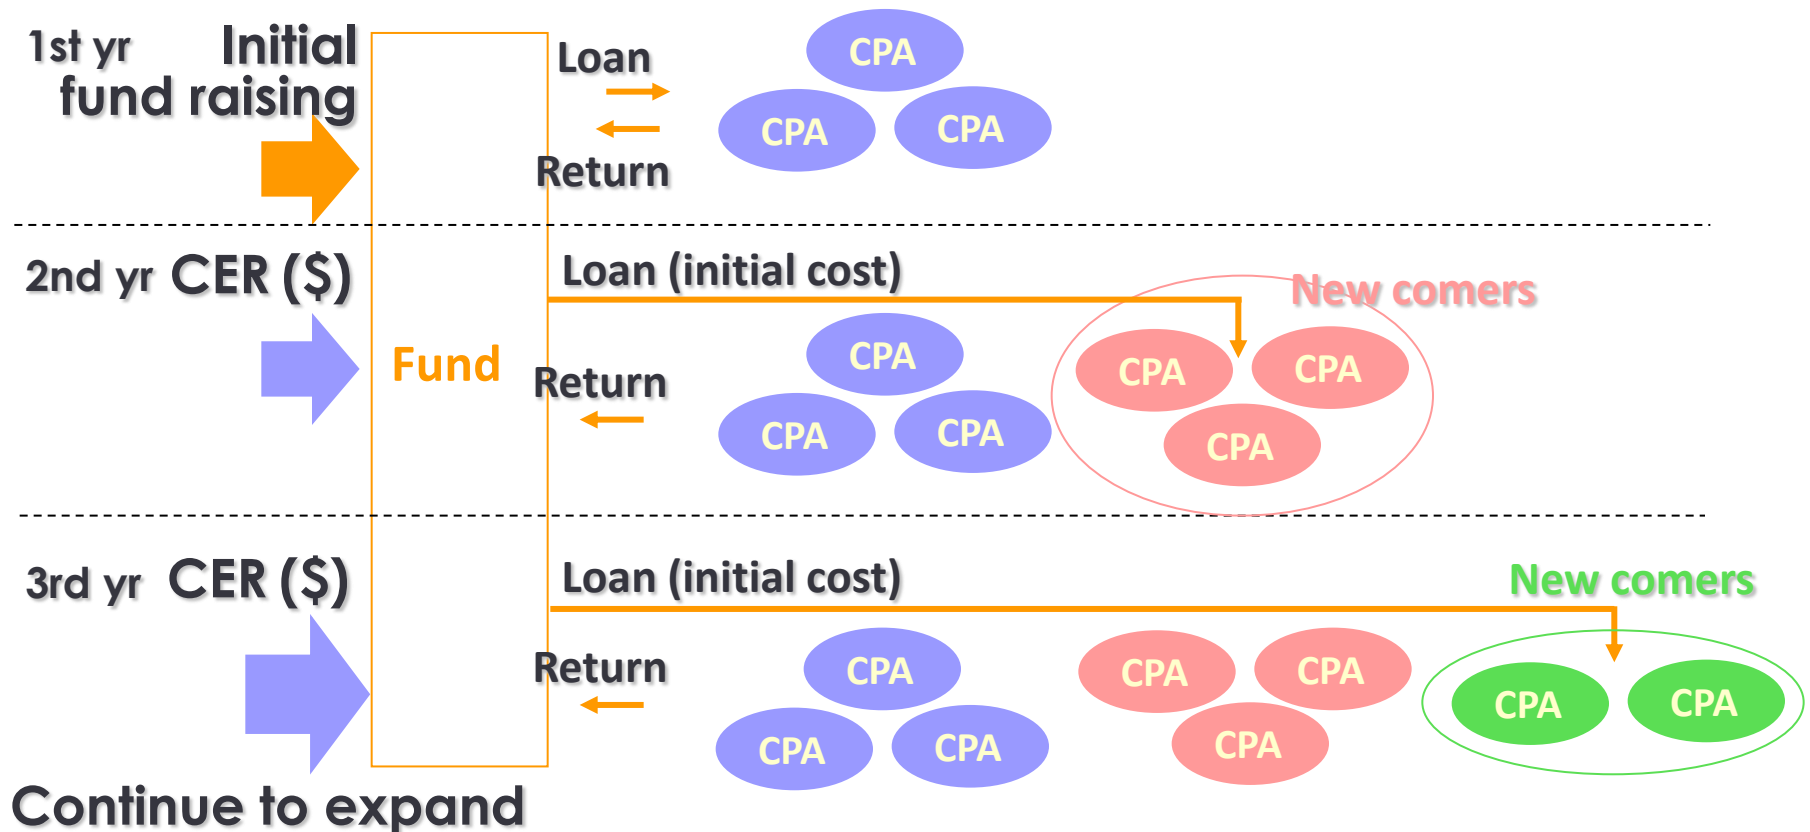 1st yr Initial
fund raising
Loan
Return
CPA
CPA CPA
2nd yr CER ($)
Loan (initial cost)
New comers
Fund
Return
CPA
CPA CPA
CPA CPA
CPA
3rd yr CER ($)
Loan (initial cost)
New comers
Return
CPA
CPA CPA
CPA CPA
CPA
CPA CPA
Continue to expand